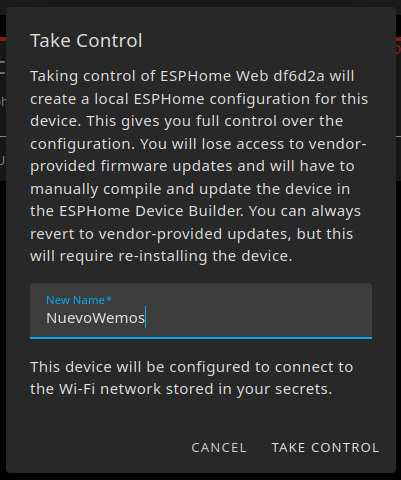 Take Control
Taking control of ESPHome Web df6d2a will
create a local ESPHome configuration for this
device. This gives you full control over the
configuration. You will lose access to vendor-
provided firmware updates and will have to
manually compile and update the device in
the ESPHome Device Builder. You can always
revert to vendor-provided updates, but this
will require re-installing the device.
New Name*
NuevoWemos
This device will be configured to connect to
the Wi-Fi network stored in your secrets.
CANCEL TAKE CONTROL